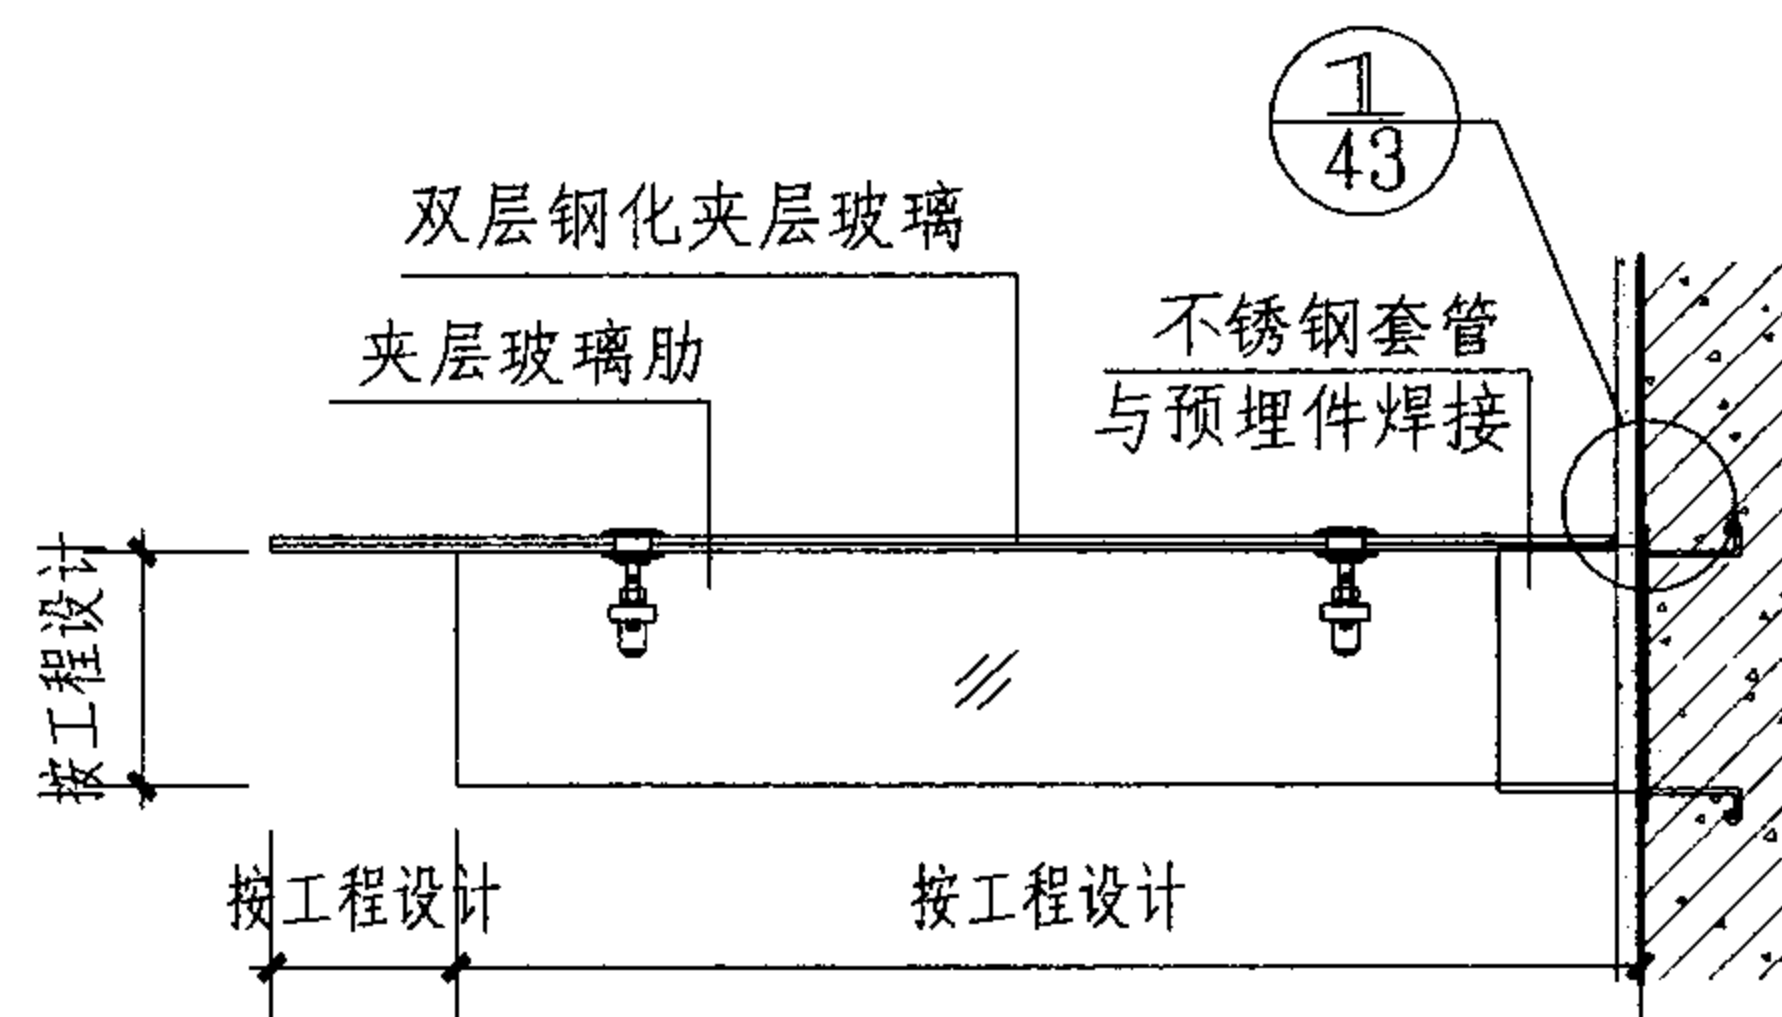 1
43
双层钢化夹层玻璃
夹层玻璃肋
不锈钢套管
与预埋件焊接
按工程设计
按工程设计
按工程设计